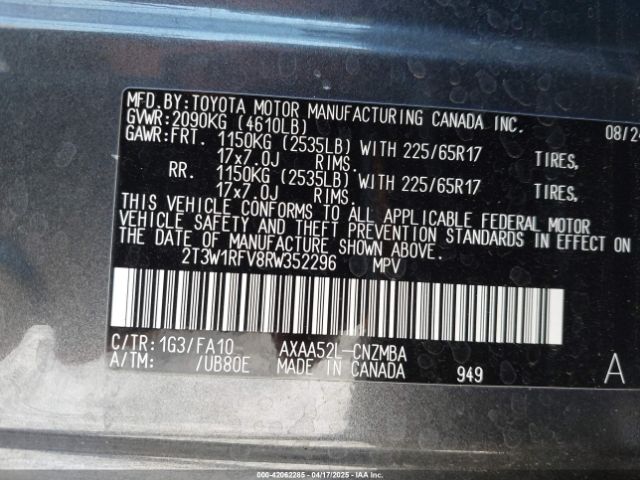 MFD.BY:TOYOTA MOTOR MANUFACTURING CANADA INC. 08/24
GVWR:2090KG (4610LB)
GAWR:FRT. 1150KG (2535LB) WITH 225/65R17 TIRES,
17x7.0J RIMS.
RR. 1150KG (2535LB) WITH 225/65R17 TIRES,
17x7.0J RIMS.
THIS VEHICLE CONFORMS TO ALL APPLICABLE FEDERAL MOTOR
VEHICLE SAFETY AND THEFT PREVENTION STANDARDS IN EFFECT ON
THE DATE OF MANUFACTURE SHOWN ABOVE.
2T3W1RFV8RW352296 MPV
C/TR:1G3/FA10 AXAA52L-CNZMBA
A/TM: /UB80E MADE IN CANADA 949 A
000-42062285 - 04/17/2025 - IAAI.COM